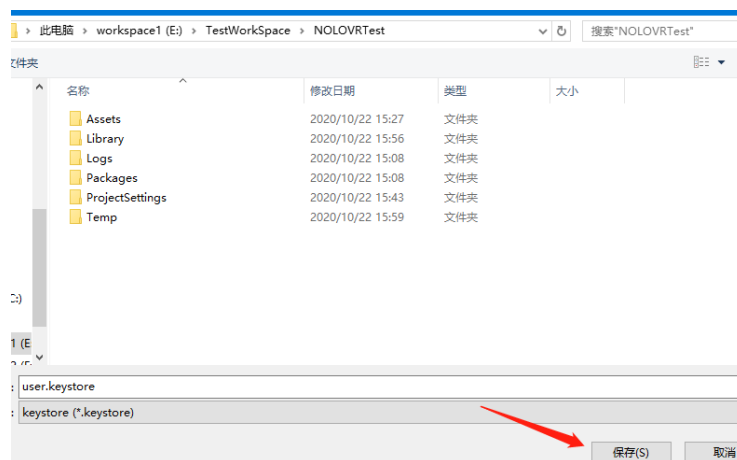 此电脑 › workspace1 (E:) › TestWorkSpace › NOLOVRTest 搜索"NOLOVRTest"
文件夹
名称 修改日期 类型 大小
Assets 2020/10/22 15:27 文件夹
Library 2020/10/22 15:56 文件夹
Logs 2020/10/22 15:08 文件夹
Packages 2020/10/22 15:08 文件夹
ProjectSettings 2020/10/22 15:43 文件夹
Temp 2020/10/22 15:59 文件夹
C:)
1 (E
: user.keystore
: keystore (*.keystore)
保存(S) 取消